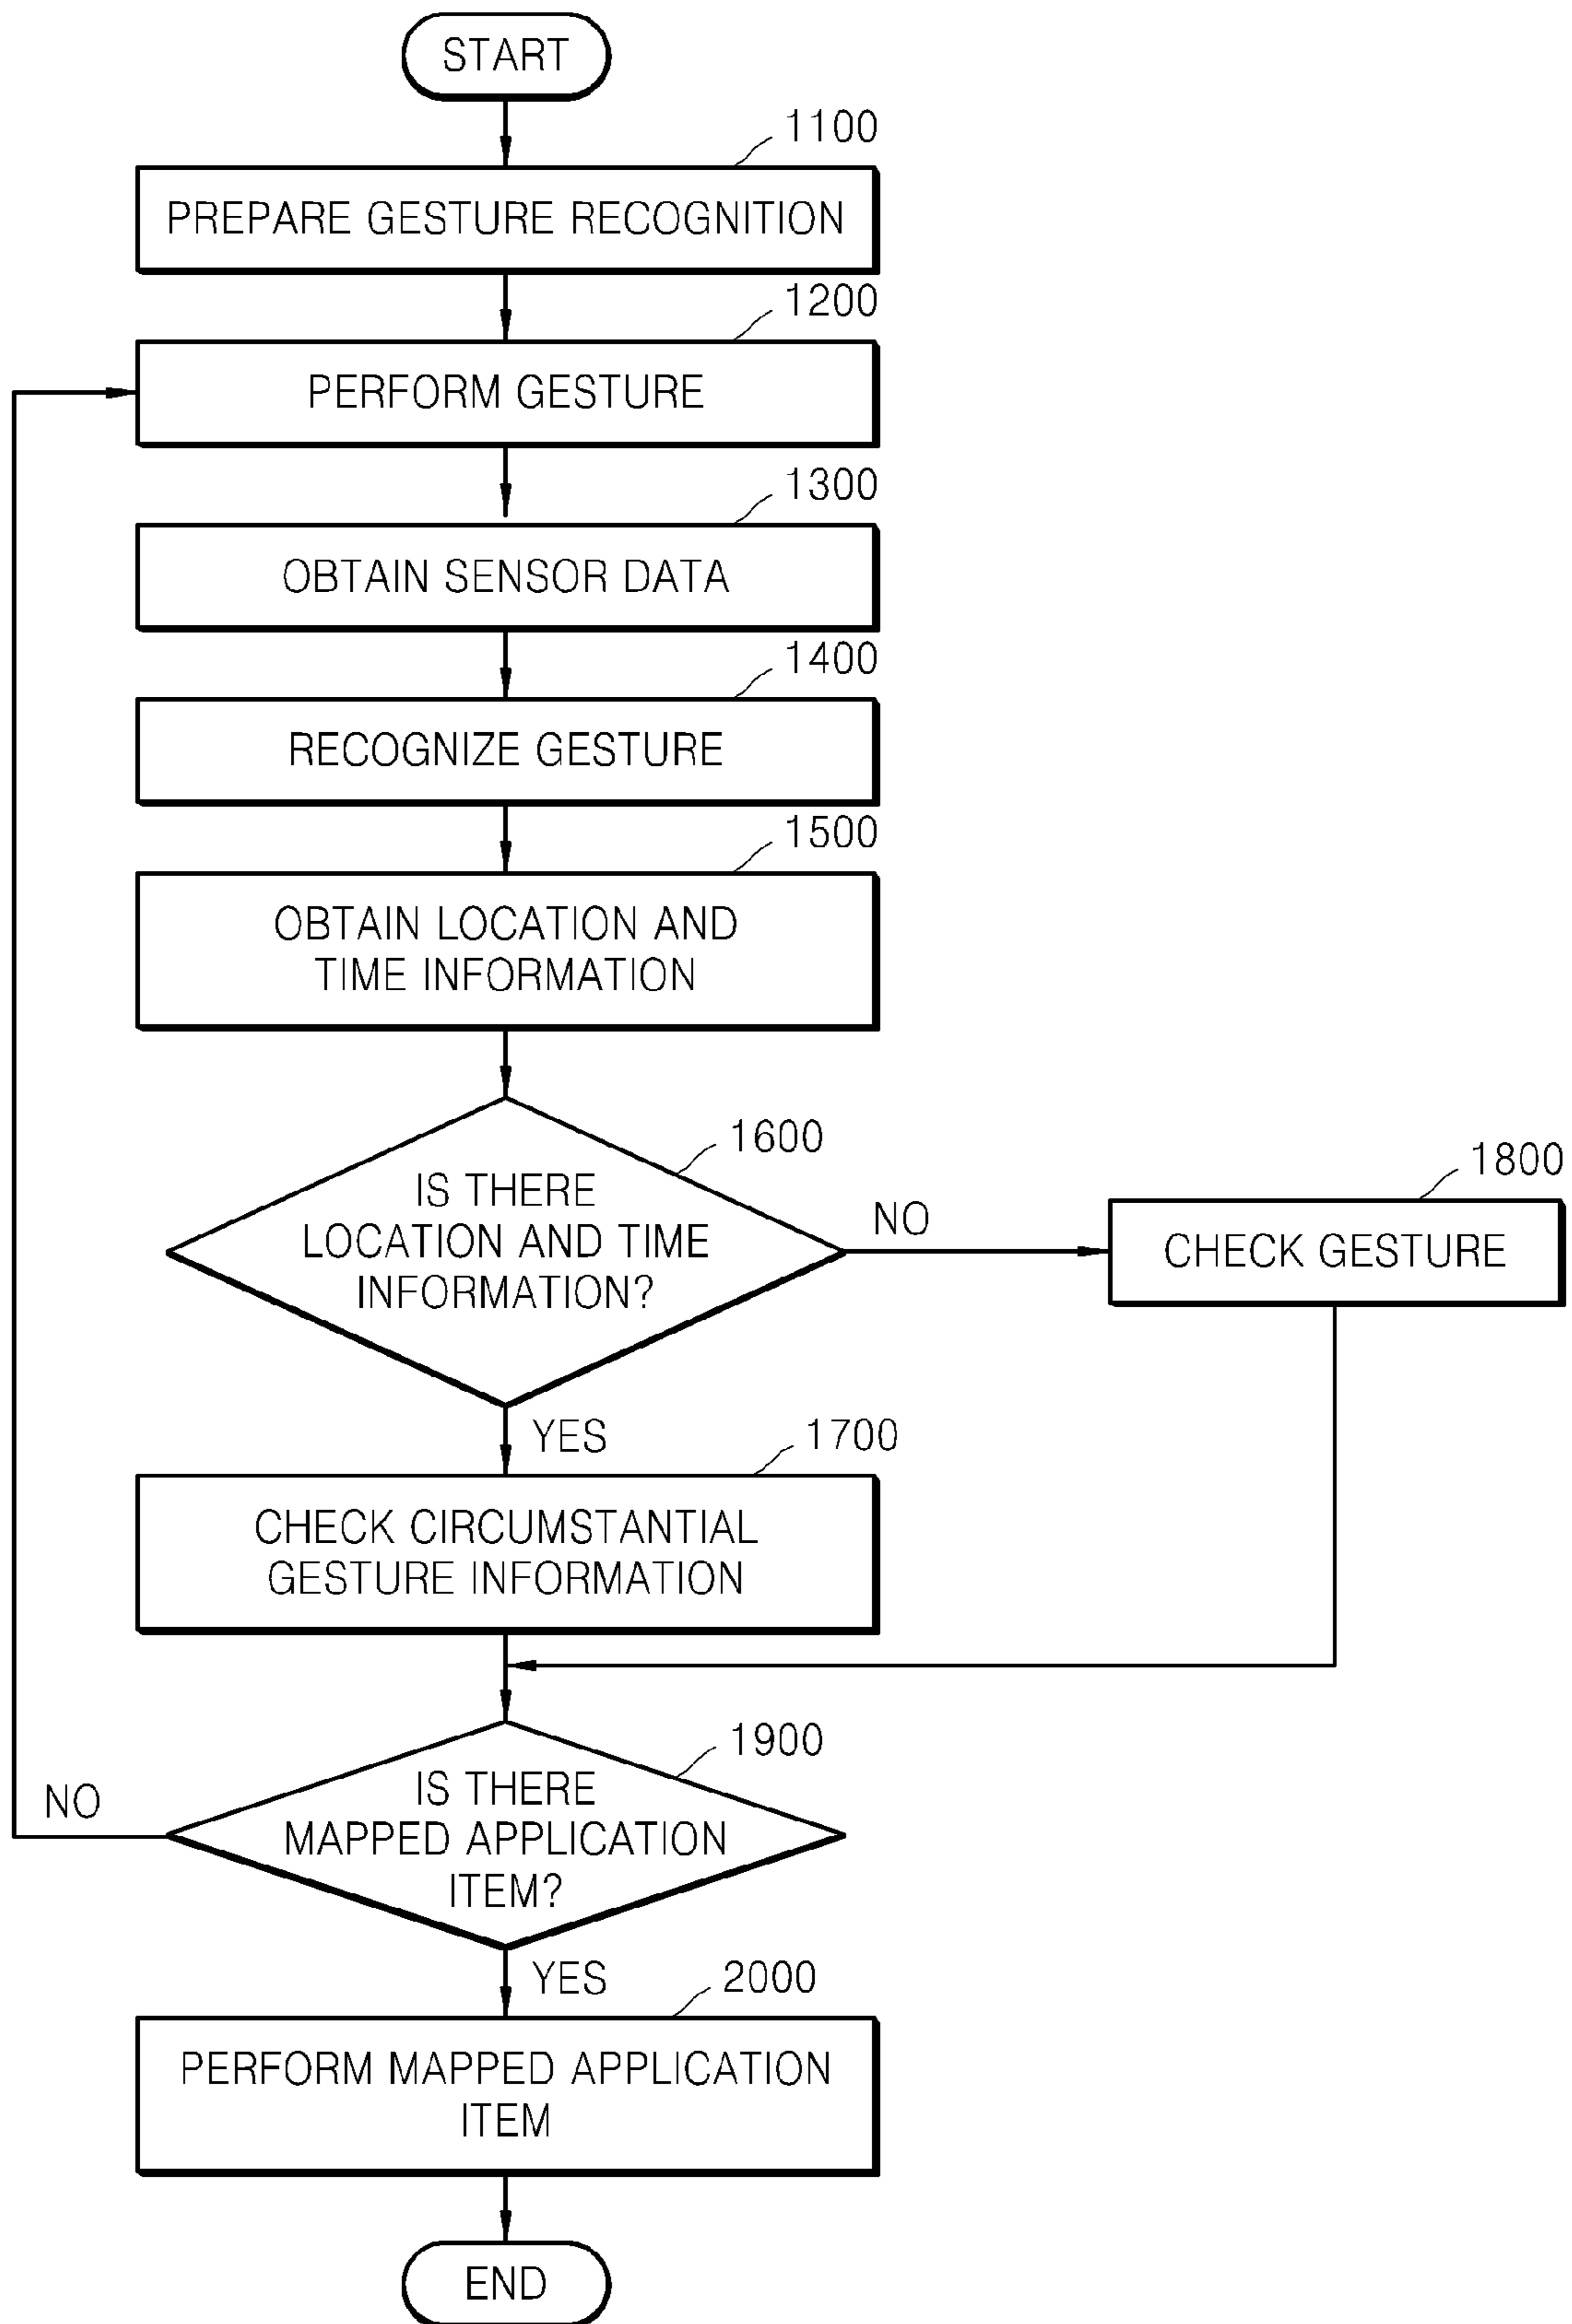 START
1100
PREPARE GESTURE RECOGNITION
1200
PERFORM GESTURE
1300
OBTAIN SENSOR DATA
1400
RECOGNIZE GESTURE
1500
OBTAIN LOCATION AND
TIME INFORMATION
1600
IS THERE
LOCATION AND TIME
INFORMATION?
NO
1800
CHECK GESTURE
YES
1700
CHECK CIRCUMSTANTIAL
GESTURE INFORMATION
1900
IS THERE
MAPPED APPLICATION
ITEM?
NO
YES
2000
PERFORM MAPPED APPLICATION
ITEM
END